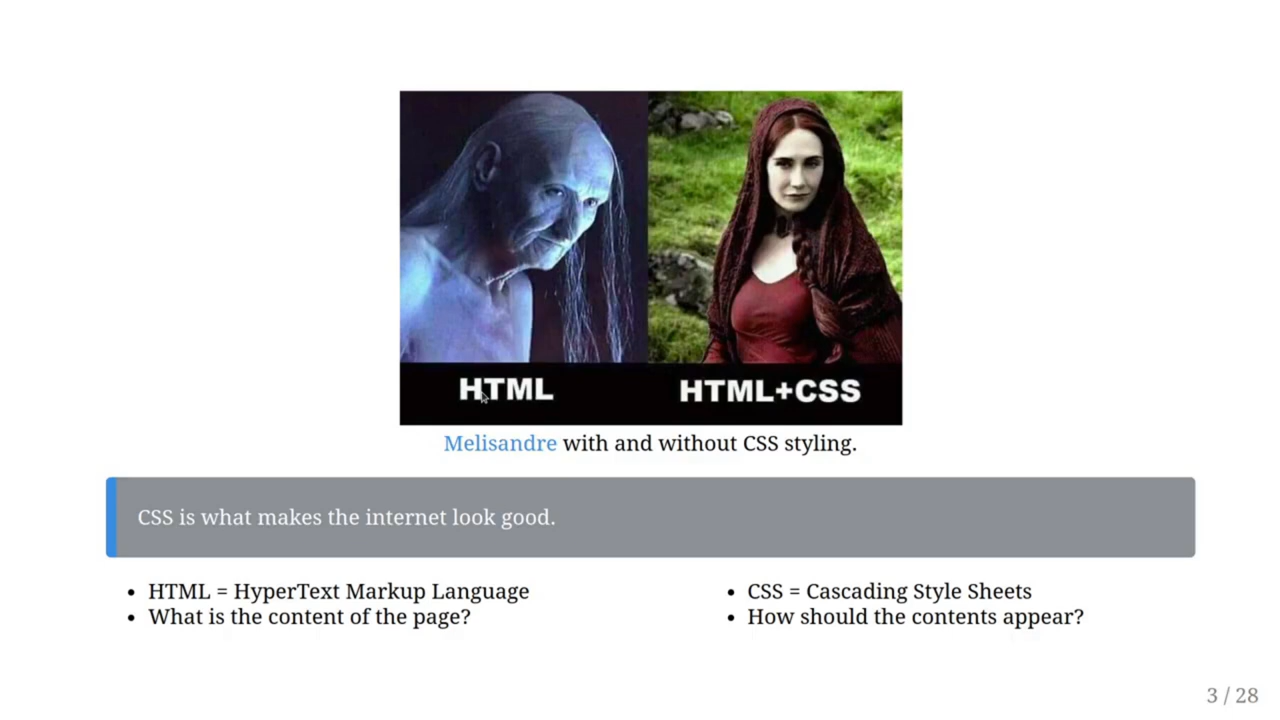 HTML
HTML+CSS
Melisandre with and without CSS styling.
CSS is what makes the internet look good.
• HTML = HyperText Markup Language
• What is the content of the page?
• CSS = Cascading Style Sheets
• How should the contents appear?
3 / 28